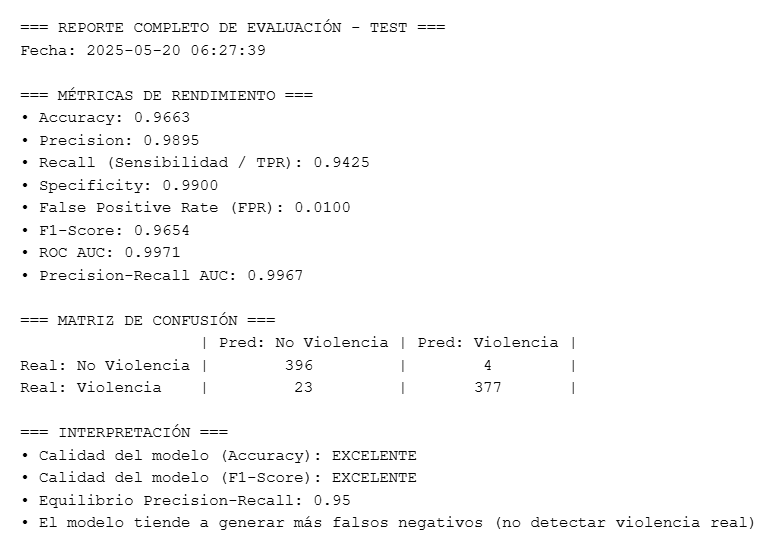 === REPORTE COMPLETO DE EVALUACIÓN - TEST ===
Fecha: 2025-05-20 06:27:39
=== MÉTRICAS DE RENDIMIENTO ===
• Accuracy: 0.9663
• Precision: 0.9895
• Recall (Sensibilidad / TPR): 0.9425
• Specificity: 0.9900
• False Positive Rate (FPR): 0.0100
• F1-Score: 0.9654
• ROC AUC: 0.9971
• Precision-Recall AUC: 0.9967
=== MATRIZ DE CONFUSIÓN ===
| Pred: No Violencia | Pred: Violencia |
Real: No Violencia | 396 | 4 |
Real: Violencia | 23 | 377 |
=== INTERPRETACIÓN ===
• Calidad del modelo (Accuracy): EXCELENTE
• Calidad del modelo (F1-Score): EXCELENTE
• Equilibrio Precision-Recall: 0.95
• El modelo tiende a generar más falsos negativos (no detectar violencia real)